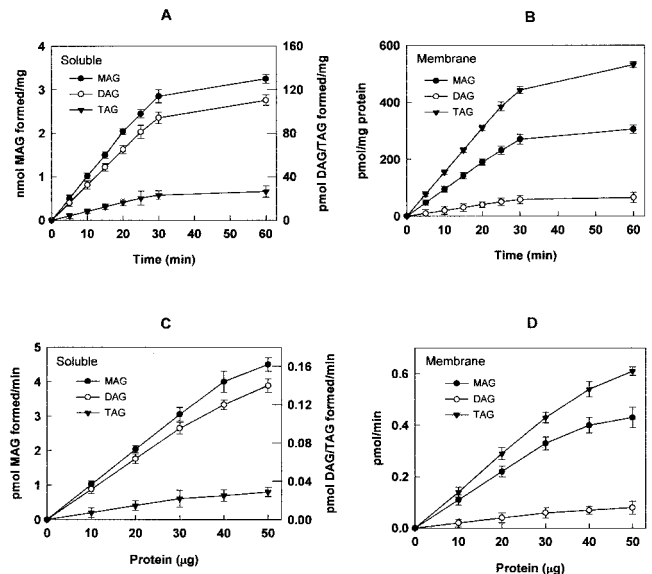 A
Soluble
MAG
DAG
TAG
nmol MAG formed/mg
pmol DAG/TAG formed/mg
4
3
2
1
0
160
120
80
40
0
0 10 20 30 40 50 60
Time (min)
B
Membrane
MAG
DAG
TAG
pmol/mg protein
600
400
200
0
0 10 20 30 40 50 60
Time (min)
C
Soluble
MAG
DAG
TAG
pmol MAG formed/min
pmol DAG/TAG formed/min
5
4
3
2
1
0
0.16
0.12
0.08
0.04
0.00
0 10 20 30 40 50
Protein (μg)
D
Membrane
MAG
DAG
TAG
pmol/min
0.6
0.4
0.2
0.0
0 10 20 30 40 50
Protein (μg)